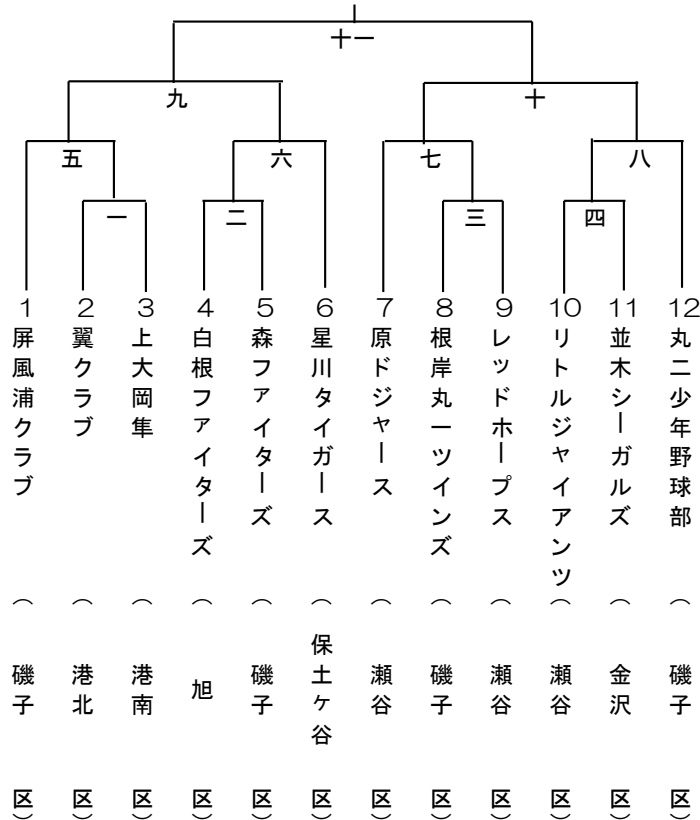 十一
九
十
五
六
七
八
一
二
三
四
1 屏風浦クラブ （磯子区）
2 翼クラブ （港北区）
3 上大岡隼 （港南区）
4 白根ファイターズ （旭区）
5 森ファイターズ （磯子区）
6 星川タイガース （保土ケ谷区）
7 原ドジャース （瀬谷区）
8 根岸丸一ツインズ （磯子区）
9 レッドホープス （瀬谷区）
10 リトルジャイアンツ （瀬谷区）
11 並木シーガルズ （金沢区）
12 丸二少年野球部 （磯子区）